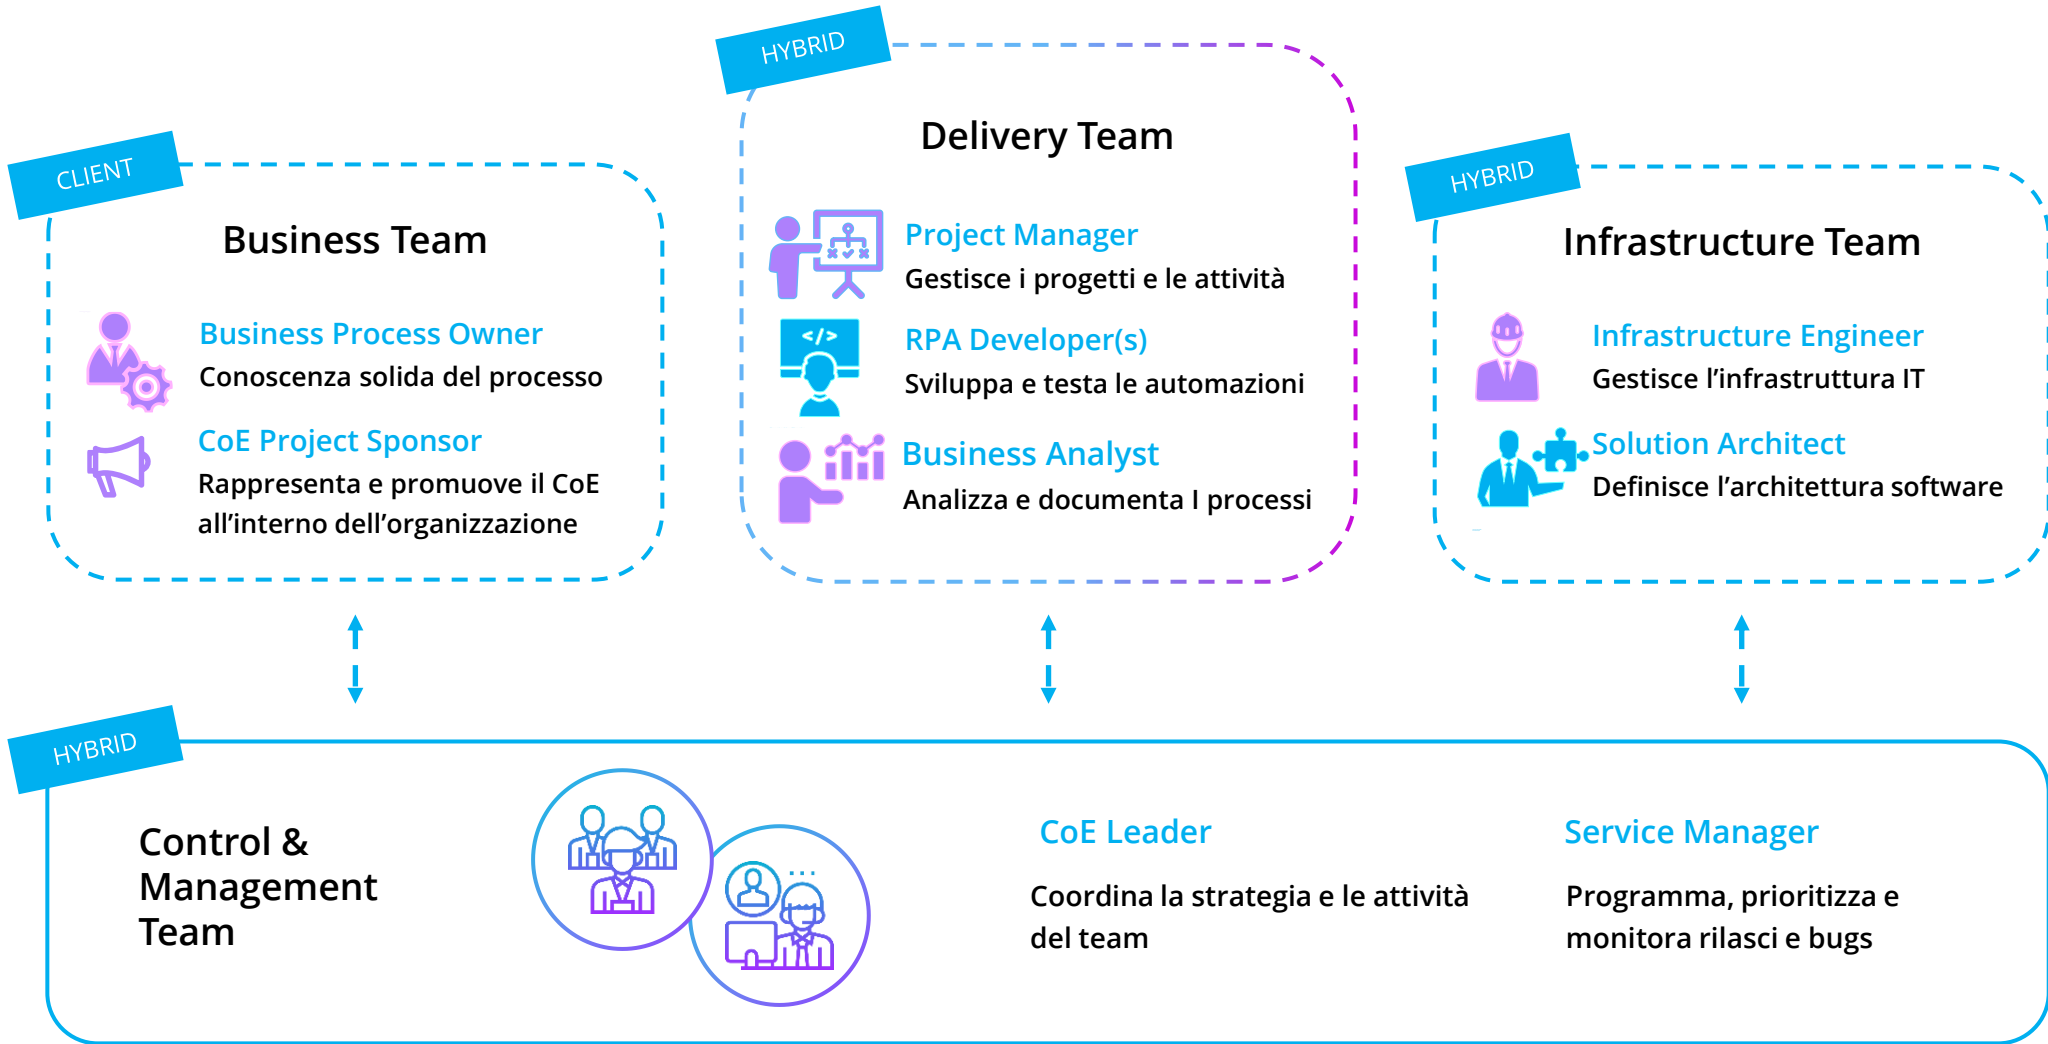 CLIENT
Business Team
Business Process Owner
Conoscenza solida del processo
CoE Project Sponsor
Rappresenta e promuove il CoE
all’interno dell’organizzazione
HYBRID
Delivery Team
Project Manager
Gestisce i progetti e le attività
</>
RPA Developer(s)
Sviluppa e testa le automazioni
Business Analyst
Analizza e documenta I processi
HYBRID
Infrastructure Team
Infrastructure Engineer
Gestisce l’infrastruttura IT
Solution Architect
Definisce l’architettura software
HYBRID
Control &
Management
Team
CoE Leader
Coordina la strategia e le attività
del team
Service Manager
Programma, prioritizza e
monitora rilasci e bugs